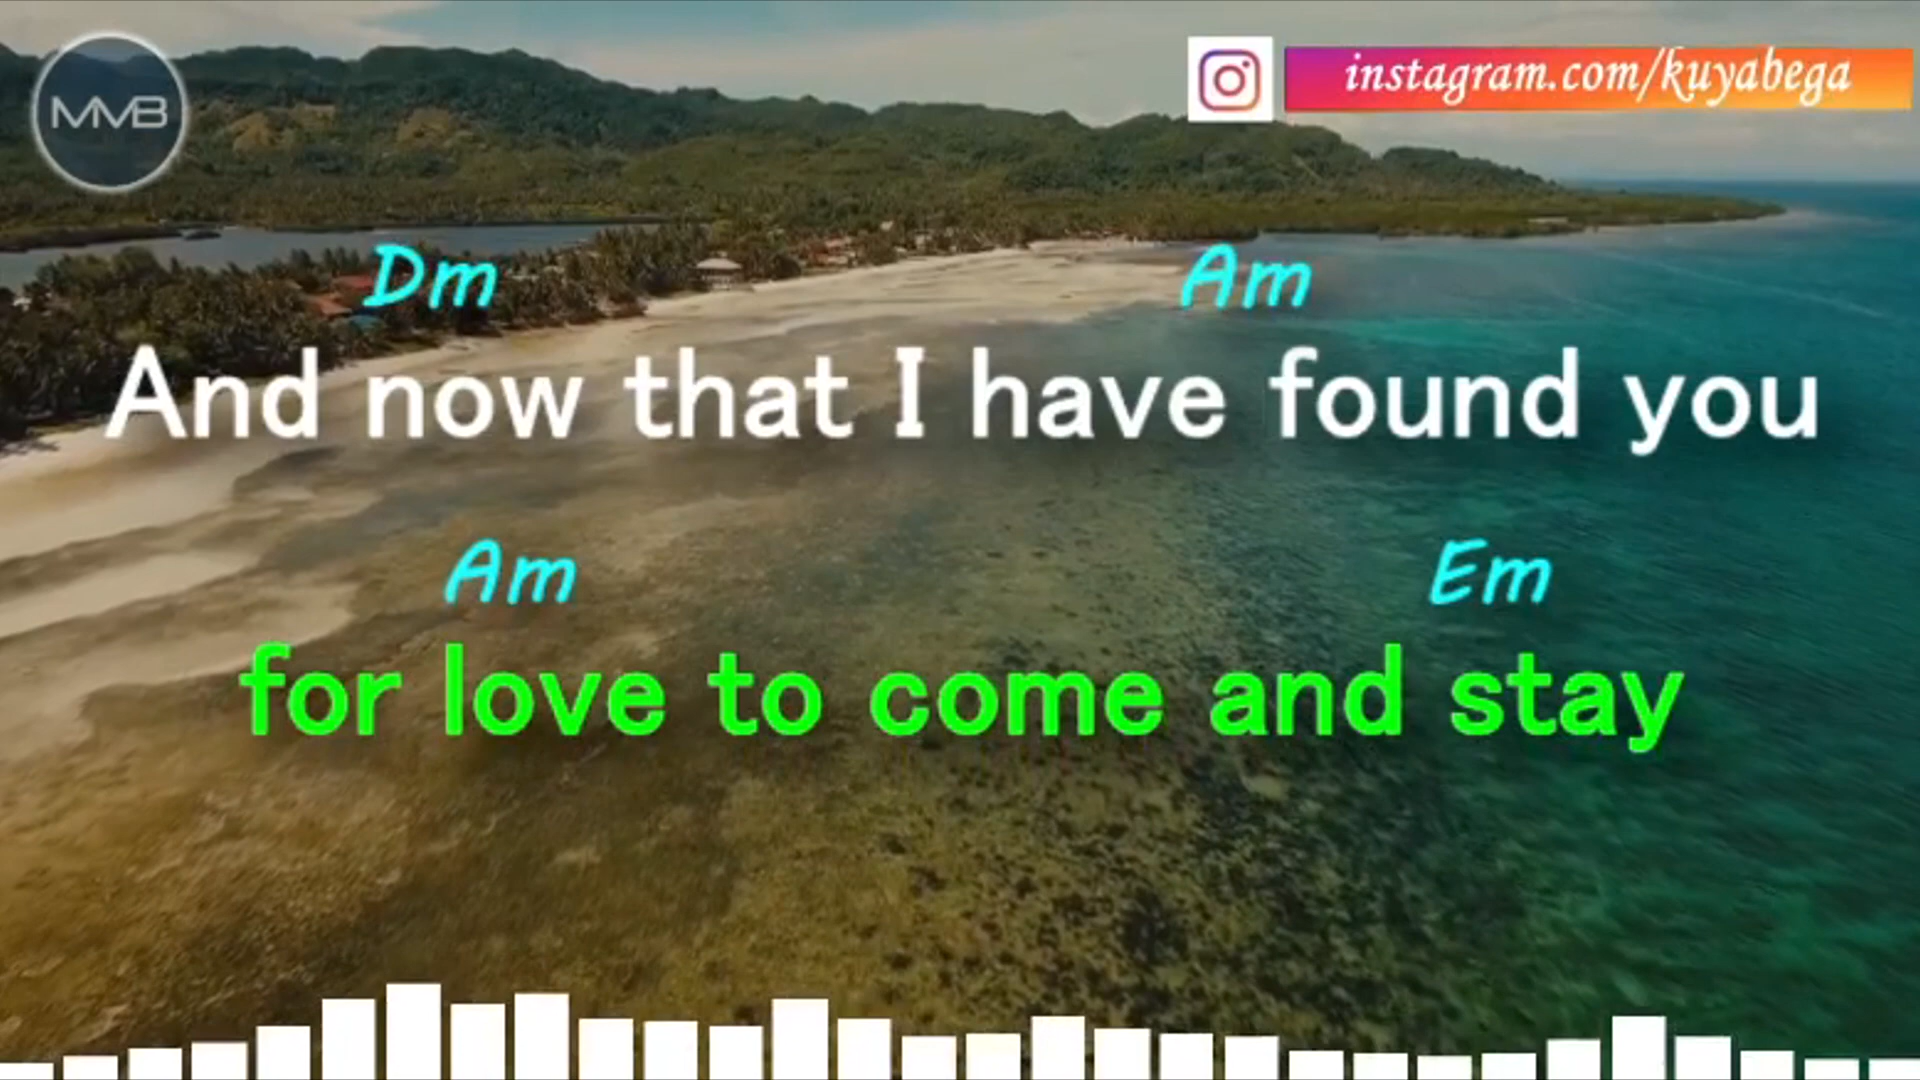 MVB
instagram.com/kuyabega
Dm Am
And now that I have found you
Am Em
for love to come and stay